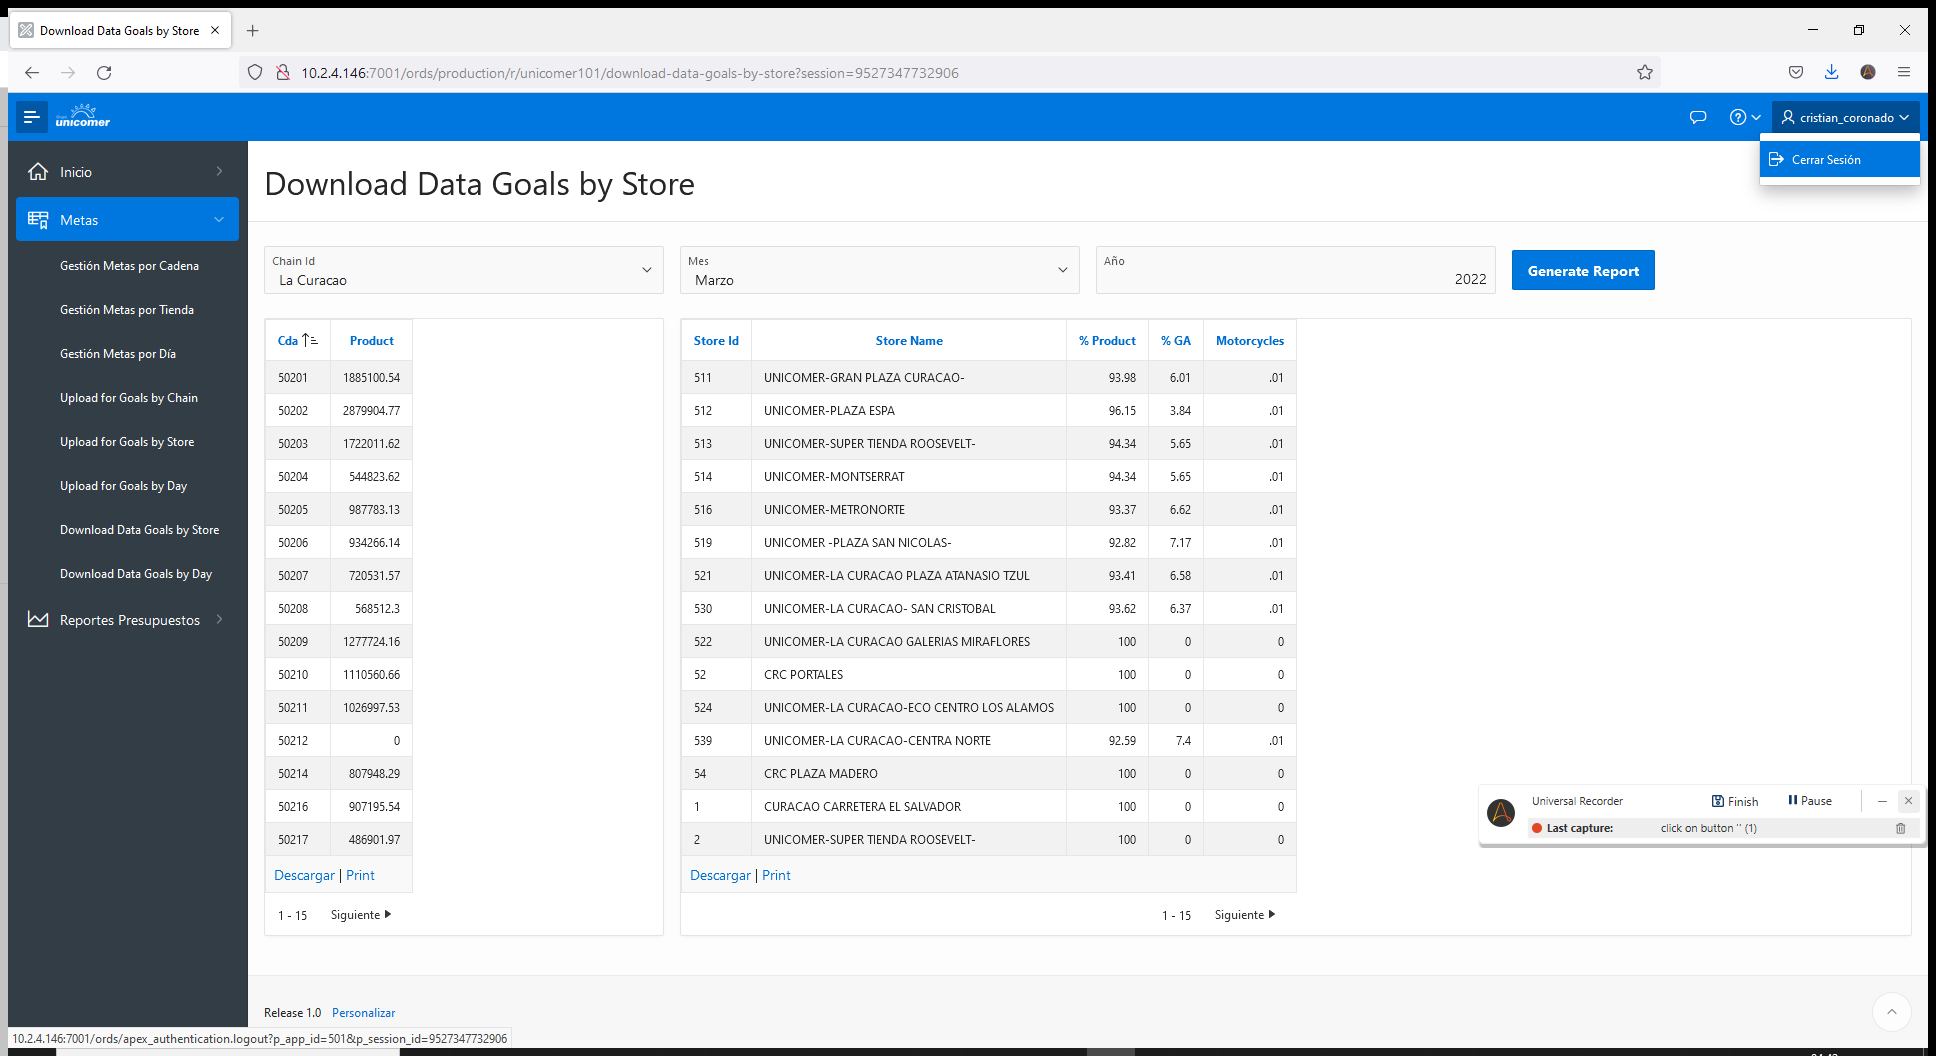 Download Data Goals by Store
10.2.4.146:7001/ords/production/r/unicomer101/download-data-goals-by-store?session=9527347732906
unicomer
cristian_coronado
Cerrar Sesión
Inicio
Metas
Gestión Metas por Cadena
Gestión Metas por Tienda
Gestión Metas por Día
Upload for Goals by Chain
Upload for Goals by Store
Upload for Goals by Day
Download Data Goals by Store
Download Data Goals by Day
Reportes Presupuestos
Download Data Goals by Store
Chain Id
La Curacao
Mes
Marzo
Año
2022
Generate Report
Cda Product
50201 1885100.54
50202 2879904.77
50203 1722011.62
50204 544823.62
50205 987783.13
50206 934266.14
50207 720531.57
50208 568512.3
50209 1277724.16
50210 1110560.66
50211 1026997.53
50212 0
50214 807948.29
50216 907195.54
50217 486901.97
Descargar | Print
1 - 15 Siguiente
Store Id Store Name % Product % GA Motorcycles
511 UNICOMER-GRAN PLAZA CURACAO- 93.98 6.01 .01
512 UNICOMER-PLAZA ESPA 96.15 3.84 .01
513 UNICOMER-SUPER TIENDA ROOSEVELT- 94.34 5.65 .01
514 UNICOMER-MONTSERRAT 94.34 5.65 .01
516 UNICOMER-METRONORTE 93.37 6.62 .01
519 UNICOMER -PLAZA SAN NICOLAS- 92.82 7.17 .01
521 UNICOMER-LA CURACAO PLAZA ATANASIO TZUL 93.41 6.58 .01
530 UNICOMER-LA CURACAO- SAN CRISTOBAL 93.62 6.37 .01
522 UNICOMER-LA CURACAO GALERIAS MIRAFLORES 100 0 0
52 CRC PORTALES 100 0 0
524 UNICOMER-LA CURACAO-ECO CENTRO LOS ALAMOS 100 0 0
539 UNICOMER-LA CURACAO-CENTRA NORTE 92.59 7.4 .01
54 CRC PLAZA MADERO 100 0 0
1 CURACAO CARRETERA EL SALVADOR 100 0 0
2 UNICOMER-SUPER TIENDA ROOSEVELT- 100 0 0
Descargar | Print
1 - 15 Siguiente
Universal Recorder Finish Pause
Last capture: click on button '' (1)
Release 1.0 Personalizar
10.2.4.146:7001/ords/apex_authentication.logout?p_app_id=501&p_session_id=9527347732906